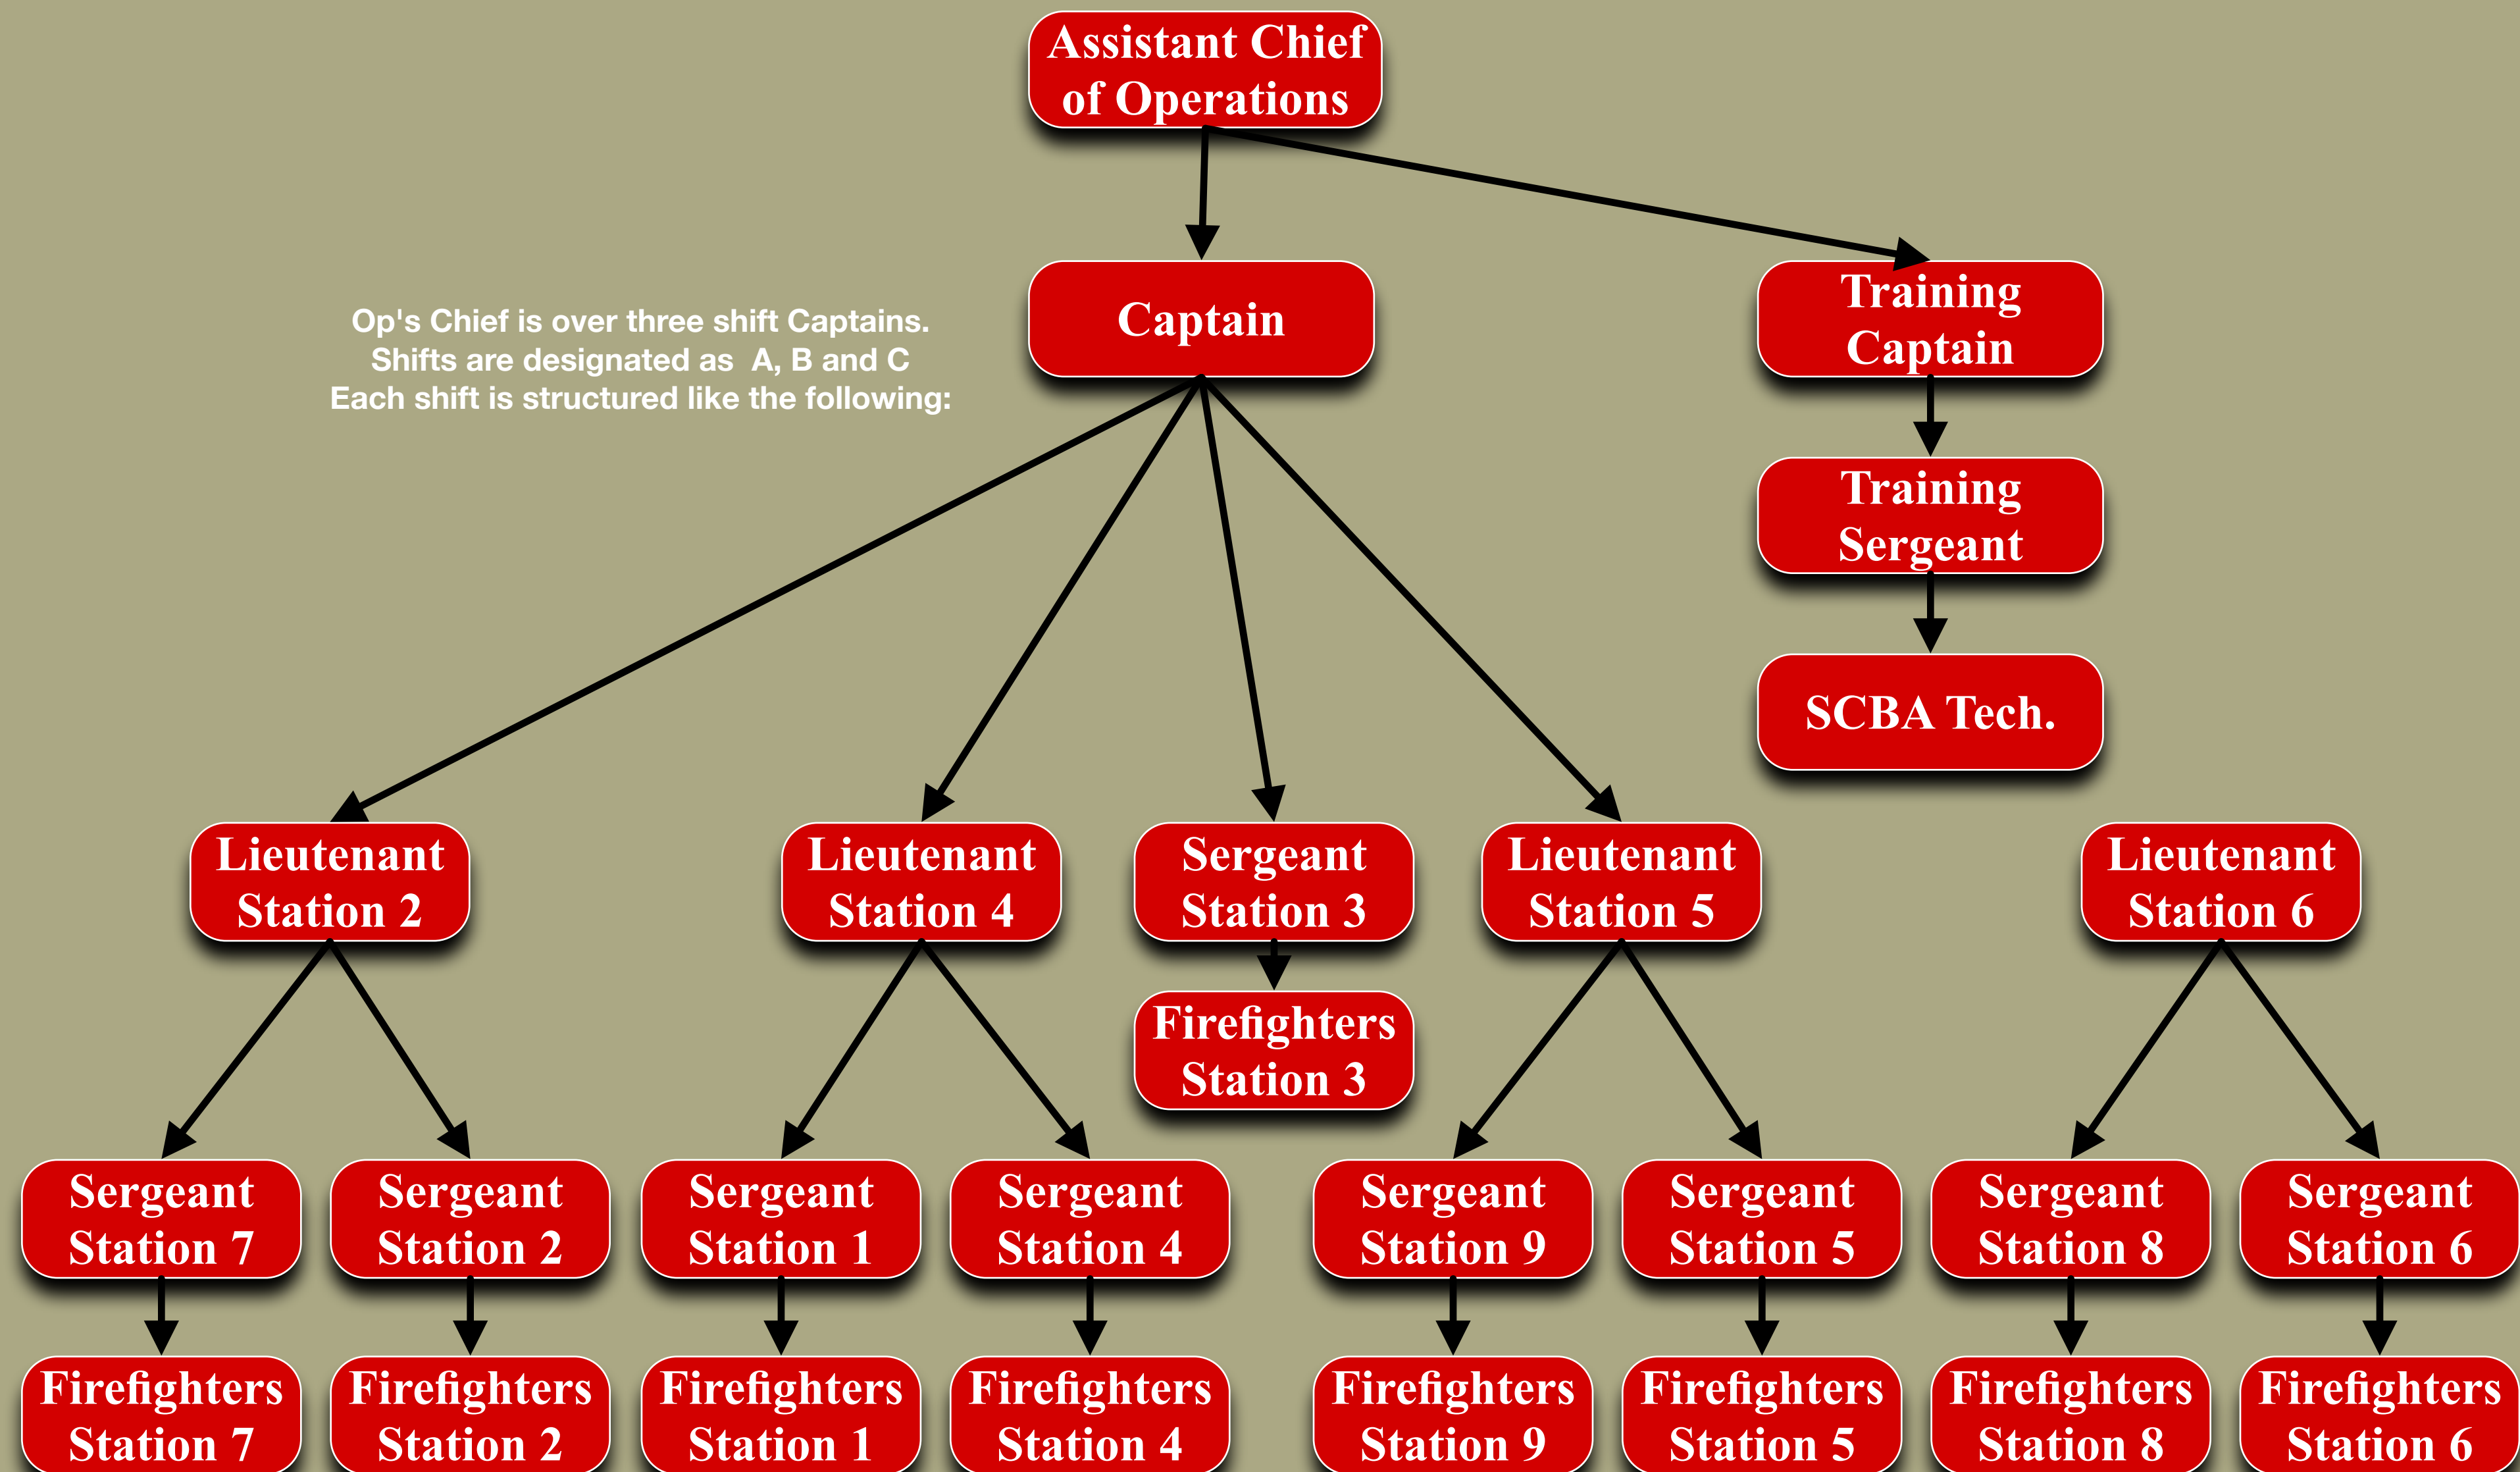 Assistant Chief
of Operations
Op's Chief is over three shift Captains.
Shifts are designated as  A, B and C
Each shift is structured like the following:
Captain
Training
Captain
Training
Sergeant
SCBA Tech.
Lieutenant
Station 2
Lieutenant
Station 4
Sergeant
Station 3
Lieutenant
Station 5
Lieutenant
Station 6
Firefighters
Station 3
Sergeant
Station 7
Sergeant
Station 2
Sergeant
Station 1
Sergeant
Station 4
Sergeant
Station 9
Sergeant
Station 5
Sergeant
Station 8
Sergeant
Station 6
Firefighters
Station 7
Firefighters
Station 2
Firefighters
Station 1
Firefighters
Station 4
Firefighters
Station 9
Firefighters
Station 5
Firefighters
Station 8
Firefighters
Station 6